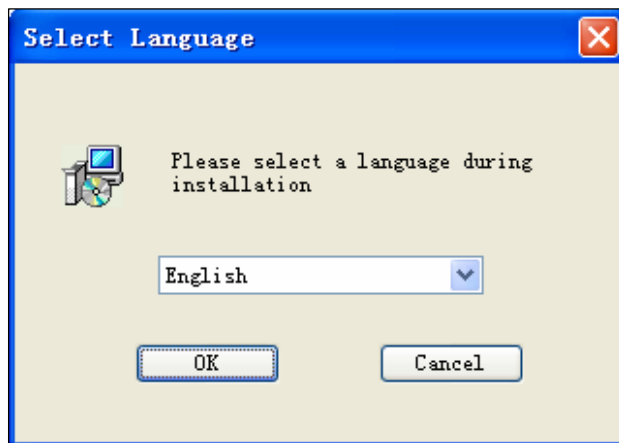 Select Language
Please select a language during
installation
English
OK
Cancel